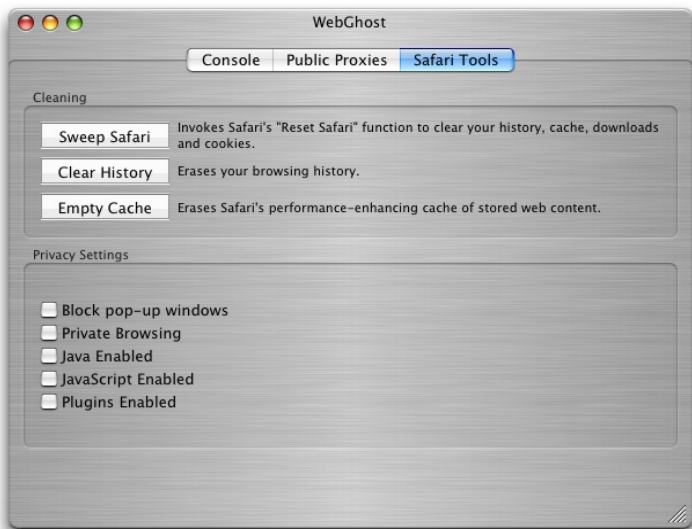 WebGhost
Console Public Proxies Safari Tools
Cleaning
Sweep Safari Invokes Safari's "Reset Safari" function to clear your history, cache, downloads
and cookies.
Clear History Erases your browsing history.
Empty Cache Erases Safari's performance-enhancing cache of stored web content.
Privacy Settings
Block pop-up windows
Private Browsing
Java Enabled
JavaScript Enabled
Plugins Enabled